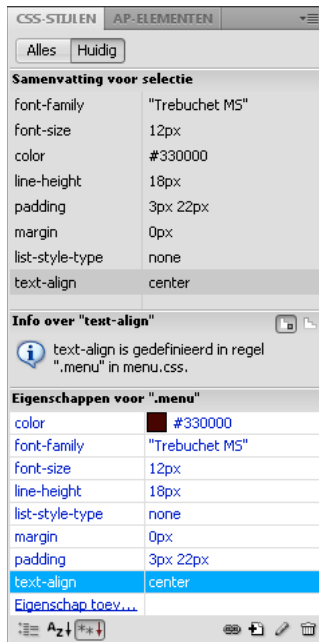 CSS-STIJLEN AP-ELEMENTEN
Alles Huidig
Samenvatting voor selectie
font-family "Trebuchet MS"
font-size 12px
color #330000
line-height 18px
padding 3px 22px
margin 0px
list-style-type none
text-align center
Info over "text-align"
text-align is gedefinieerd in regel
".menu" in menu.css.
Eigenschappen voor ".menu"
color #330000
font-family "Trebuchet MS"
font-size 12px
line-height 18px
list-style-type none
margin 0px
padding 3px 22px
text-align center
Eigenschap toev...
Az↓ **↓